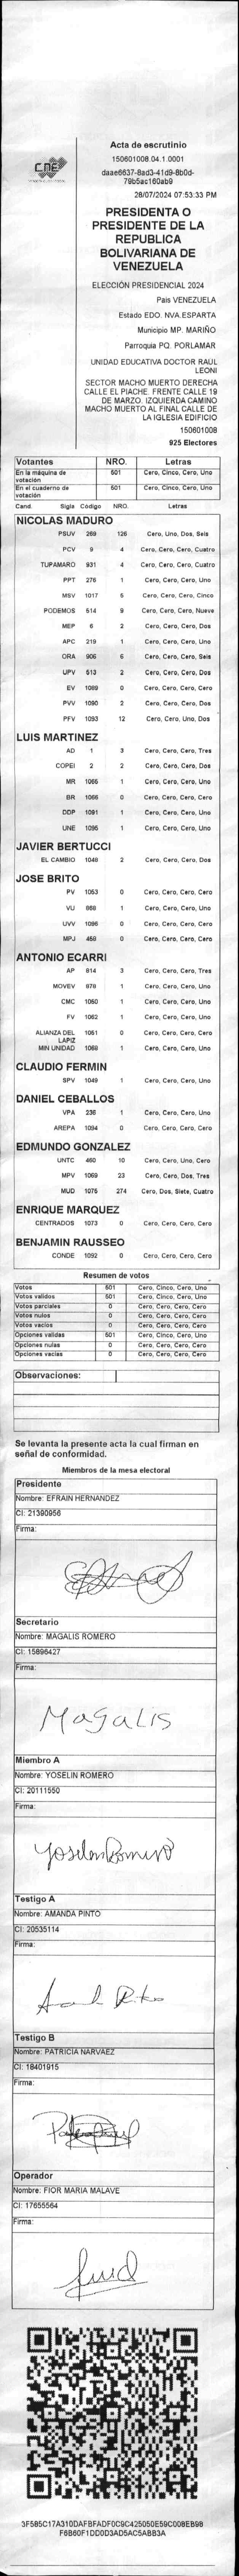 CNE
Acta de escrutinio
150601008.04.1.0001
daae6637-8ad3-41d9-8b0d-
79b5ac160ab9
28/07/2024 07:53:33 PM
PRESIDENTA O
PRESIDENTE DE LA
REPUBLICA
BOLIVARIANA DE
VENEZUELA
ELECCIÓN PRESIDENCIAL 2024
Pais VENEZUELA
Estado EDO. NVA.ESPARTA
Municipio MP. MARIÑO
Parroquia PQ. PORLAMAR
UNIDAD EDUCATIVA DOCTOR RAUL
LEONI
SECTOR MACHO MUERTO DERECHA
CALLE EL PIACHE. FRENTE CALLE 19
DE MARZO. IZQUIERDA CAMINO
MACHO MUERTO AL FINAL CALLE DE
LA IGLESIA EDIFICIO
150601008
925 Electores
Votantes NRO. Letras
En la máquina de votación 501 Cero, Cinco, Cero, Uno
En el cuaderno de votación 501 Cero, Cinco, Cero, Uno
Cand. Sigla Código NRO. Letras
NICOLAS MADURO
PSUV 269 126 Cero, Uno, Dos, Seis
PCV 9 4 Cero, Cero, Cero, Cuatro
TUPAMARO 931 4 Cero, Cero, Cero, Cuatro
PPT 276 1 Cero, Cero, Cero, Uno
MSV 1017 5 Cero, Cero, Cero, Cinco
PODEMOS 514 9 Cero, Cero, Cero, Nueve
MEP 6 2 Cero, Cero, Cero, Dos
APC 219 1 Cero, Cero, Cero, Uno
ORA 906 6 Cero, Cero, Cero, Seis
UPV 513 2 Cero, Cero, Cero, Dos
EV 1089 0 Cero, Cero, Cero, Cero
PVV 1090 2 Cero, Cero, Cero, Dos
PFV 1093 12 Cero, Cero, Uno, Dos
LUIS MARTINEZ
AD 1 3 Cero, Cero, Cero, Tres
COPEI 2 2 Cero, Cero, Cero, Dos
MR 1065 1 Cero, Cero, Cero, Uno
BR 1066 0 Cero, Cero, Cero, Cero
DDP 1091 1 Cero, Cero, Cero, Uno
UNE 1095 1 Cero, Cero, Cero, Uno
JAVIER BERTUCCI
EL CAMBIO 1048 2 Cero, Cero, Cero, Dos
JOSE BRITO
PV 1053 0 Cero, Cero, Cero, Cero
VU 868 1 Cero, Cero, Cero, Uno
UVV 1096 0 Cero, Cero, Cero, Cero
MPJ 459 0 Cero, Cero, Cero, Cero
ANTONIO ECARRI
AP 814 3 Cero, Cero, Cero, Tres
MOVEV 878 1 Cero, Cero, Cero, Uno
CMC 1050 1 Cero, Cero, Cero, Uno
FV 1062 1 Cero, Cero, Cero, Uno
ALIANZA DEL LAPIZ 1051 0 Cero, Cero, Cero, Cero
MIN UNIDAD 1068 1 Cero, Cero, Cero, Uno
CLAUDIO FERMIN
SPV 1049 1 Cero, Cero, Cero, Uno
DANIEL CEBALLOS
VPA 236 1 Cero, Cero, Cero, Uno
AREPA 1094 0 Cero, Cero, Cero, Cero
EDMUNDO GONZALEZ
UNTC 460 10 Cero, Cero, Uno, Cero
MPV 1069 23 Cero, Cero, Dos, Tres
MUD 1075 274 Cero, Dos, Siete, Cuatro
ENRIQUE MARQUEZ
CENTRADOS 1073 0 Cero, Cero, Cero, Cero
BENJAMIN RAUSSEO
CONDE 1092 0 Cero, Cero, Cero, Cero
Resumen de votos
Votos 501 Cero, Cinco, Cero, Uno
Votos validos 501 Cero, Cinco, Cero, Uno
Votos parciales 0 Cero, Cero, Cero, Cero
Votos nulos 0 Cero, Cero, Cero, Cero
Votos vacios 0 Cero, Cero, Cero, Cero
Opciones validas 501 Cero, Cinco, Cero, Uno
Opciones nulas 0 Cero, Cero, Cero, Cero
Opciones vacias 0 Cero, Cero, Cero, Cero
Observaciones:
Se levanta la presente acta la cual firman en
señal de conformidad.
Miembros de la mesa electoral
Presidente
Nombre: EFRAIN HERNANDEZ
CI: 21390956
Firma:
Secretario
Nombre: MAGALIS ROMERO
CI: 15896427
Firma:
Magalis
Miembro A
Nombre: YOSELIN ROMERO
CI: 20111550
Firma:
Yoselin Romero
Testigo A
Nombre: AMANDA PINTO
CI: 20535114
Firma:
Testigo B
Nombre: PATRICIA NARVAEZ
CI: 18401915
Firma:
Operador
Nombre: FIOR MARIA MALAVE
CI: 17655564
Firma:
3F585C17A310DAFBFADF0C9C425050E59C008EB98
F6B60F1DD0D3AD5AC5ABB3A